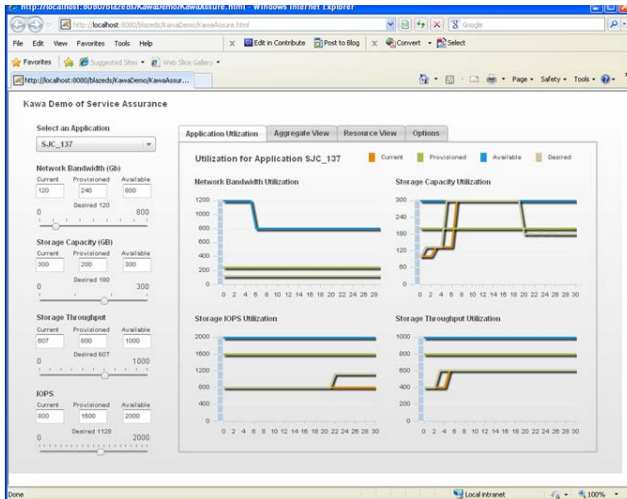 http://localhost:8080/blazeds/KawaDemo/KawaAssure.html - Windows Internet Explorer
http://localhost:8080/blazeds/KawaDemo/KawaAssure.html
Google
File Edit View Favorites Tools Help
Edit in Contribute Post to Blog
Convert Select
Favorites Suggested Sites Web Slice Gallery
http://localhost:8080/blazeds/KawaDemo/KawaAssur...
Page Safety Tools
Kawa Demo of Service Assurance
Select an Application
SJC_137
Network Bandwidth (Gb)
Current Provisioned Available
120 240 800
Desired 120
0 800
Storage Capacity (GB)
Current Provisioned Available
300 200 300
Desired 180
0 300
Storage Throughput
Current Provisioned Available
607 800 1000
Desired 607
0 1000
IOPS
Current Provisioned Available
800 1600 2000
Desired 1128
0 2000
Application Utilization Aggregate View Resource View Options
Utilization for Application SJC_137
Current Provisioned Available Desired
Network Bandwidth Utilization
1200
1000
800
600
400
200
0
0 2 4 6 8 10 12 14 16 18 20 22 24 26 28
Storage Capacity Utilization
300
240
180
120
60
0
0 2 4 6 8 10 12 14 16 18 20 22 24 26 28 30
Storage IOPS Utilization
2000
1600
1200
800
400
0
0 2 4 6 8 10 12 14 16 18 20 22 24 26 28 30
Storage Throughput Utilization
1000
800
600
400
200
0
0 2 4 6 8 10 12 14 16 18 20 22 24 26 28 30
Done
Local intranet
100%